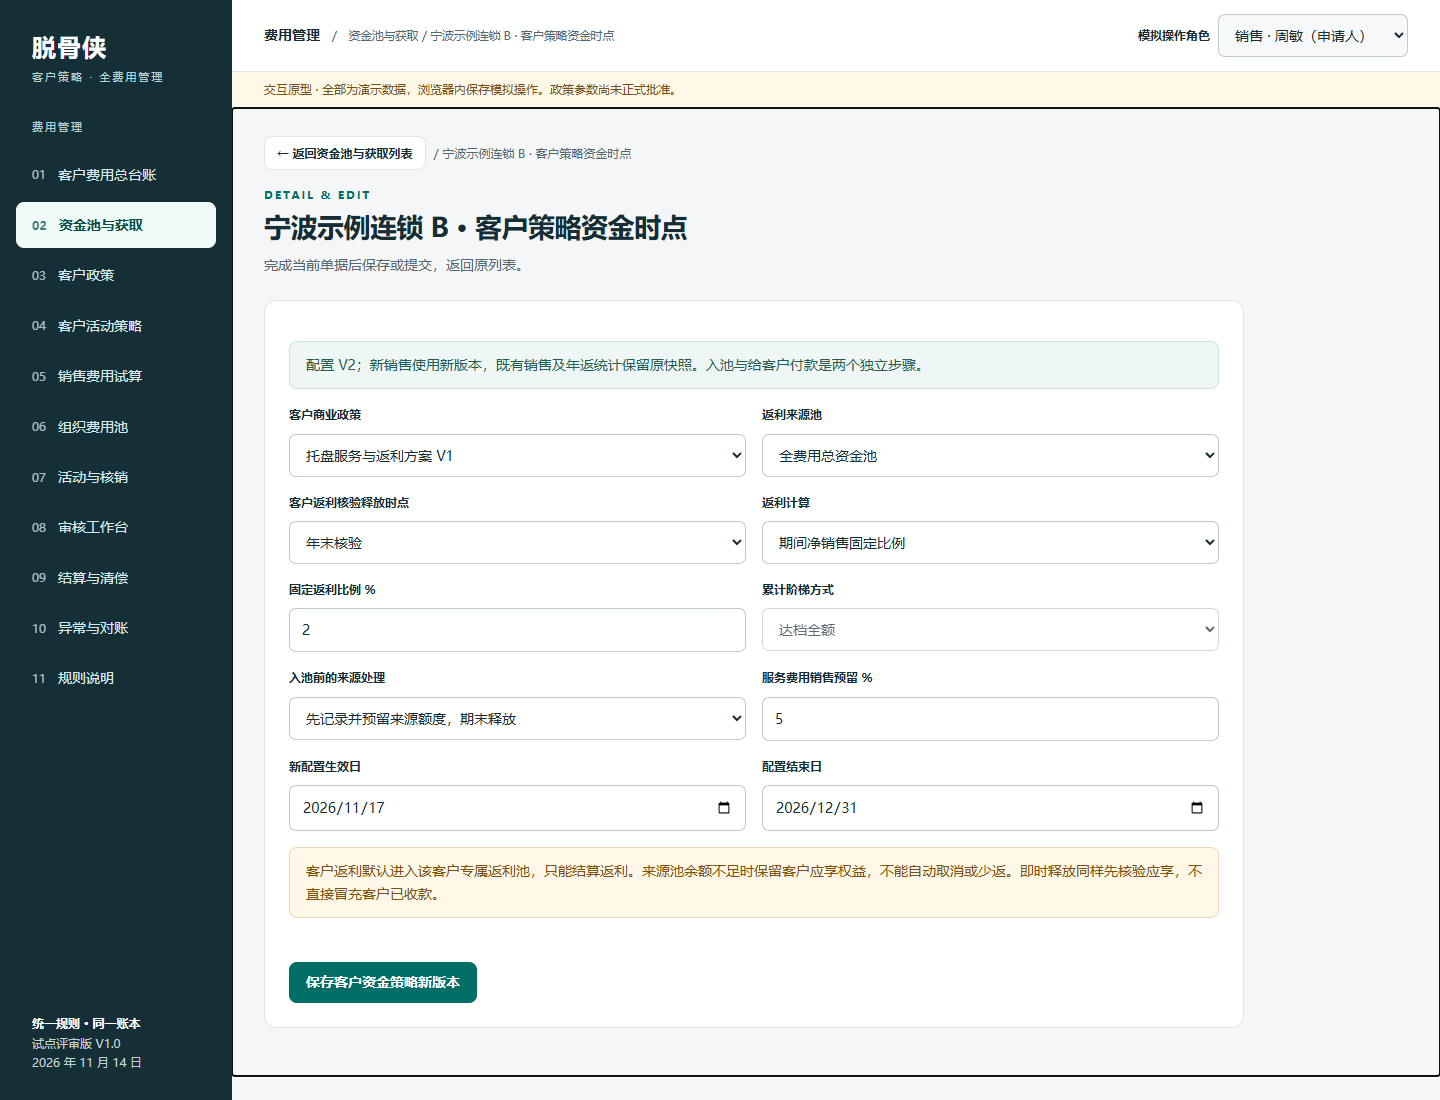 脱骨侠
客户策略 · 全费用管理
费用管理
01 客户费用总台账
02 资金池与获取
03 客户政策
04 客户活动策略
05 销售费用试算
06 组织费用池
07 活动与核销
08 审核工作台
09 结算与清偿
10 异常与对账
11 规则说明
统一规则 • 同一账本
试点评审版 V1.0
2026 年 11 月 14 日
费用管理 / 资金池与获取 / 宁波示例连锁 B · 客户策略资金时点
模拟操作角色 销售 · 周敏（申请人）
交互原型 · 全部为演示数据，浏览器内保存模拟操作。政策参数尚未正式批准。
← 返回资金池与获取列表 / 宁波示例连锁 B · 客户策略资金时点
DETAIL & EDIT
宁波示例连锁 B • 客户策略资金时点
完成当前单据后保存或提交，返回原列表。
配置 V2；新销售使用新版本，既有销售及年返统计保留原快照。入池与给客户付款是两个独立步骤。
客户商业政策 返利来源池
托盘服务与返利方案 V1 全费用总资金池
客户返利核验释放时点 返利计算
年末核验 期间净销售固定比例
固定返利比例 % 累计阶梯方式
2 达档全额
入池前的来源处理 服务费用销售预留 %
先记录并预留来源额度，期末释放 5
新配置生效日 配置结束日
2026/11/17 2026/12/31
客户返利默认进入该客户专属返利池，只能结算返利。来源池余额不足时保留客户应享权益，不能自动取消或少返。即时释放同样先核验应享，不
直接冒充客户已收款。
保存客户资金策略新版本